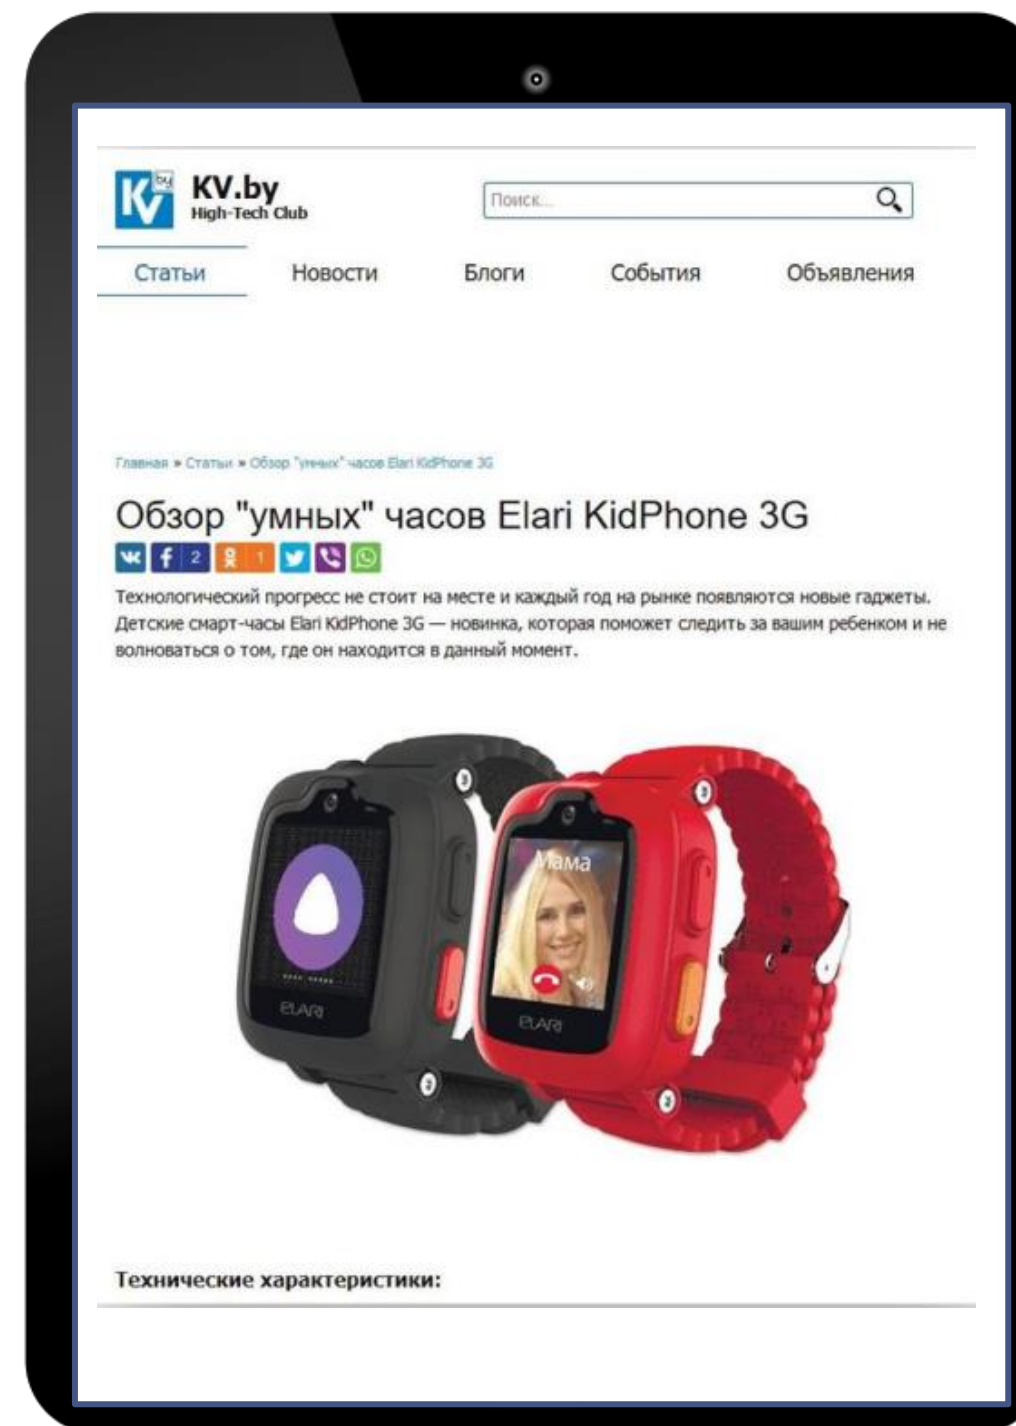 by
KV
KV.by
High-Tech Club
Поиск...
Статьи Новости Блоги События Объявления
Главная » Статьи » Обзор "умных" часов Elari KidPhone 3G
Обзор "умных" часов Elari KidPhone 3G
2 1
Технологический прогресс не стоит на месте и каждый год на рынке появляются новые гаджеты.
Детские смарт-часы Elari KidPhone 3G — новинка, которая поможет следить за вашим ребенком и не
волноваться о том, где он находится в данный момент.
Мама
ELARI
ELARI
Технические характеристики: